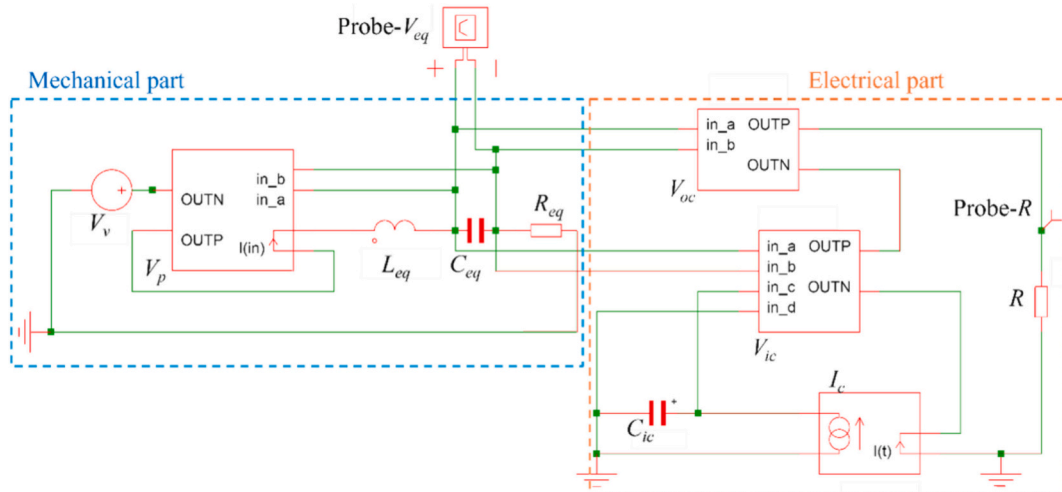 Probe-Veq
+ −
Mechanical part
Electrical part
in_a OUTP
in_b
OUTN
Voc
in_b
in_a
OUTN
OUTP
I(in)
+
Vv
Vp
Leq
Ceq
Req
in_a OUTP
in_b
in_c OUTN
in_d
Vic
Probe-R
R
Ic
+
Cic
I(t)